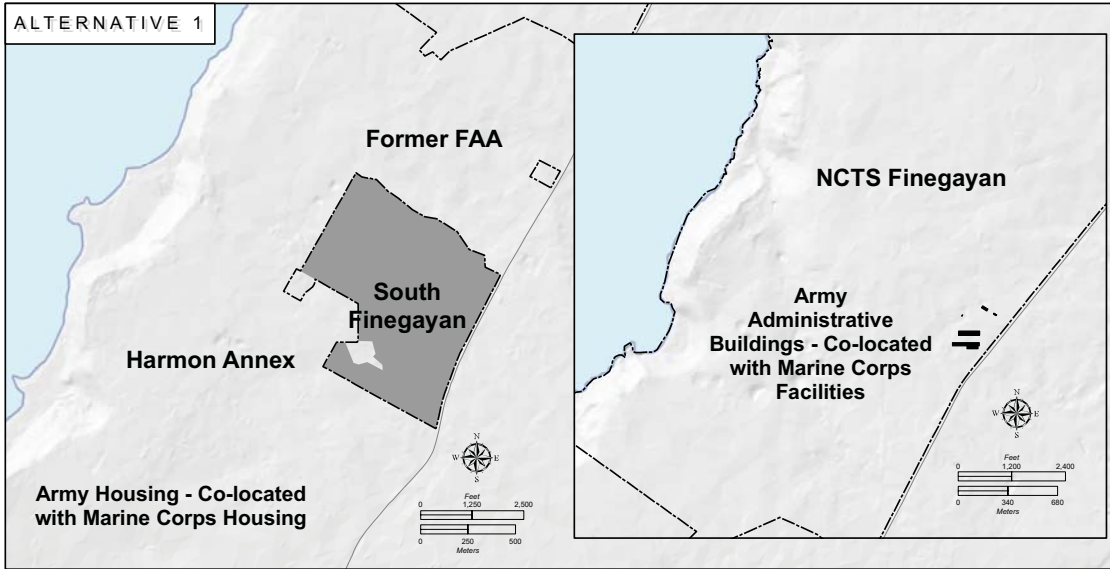 ALTERNATIVE 1
Former FAA
South
Finegayan
Harmon Annex
Army Housing - Co-located
with Marine Corps Housing
N
W E
S
Feet
0 1,250 2,500
0 250 500
Meters
NCTS Finegayan
Army
Administrative
Buildings - Co-located
with Marine Corps
Facilities
N
W E
S
Feet
0 1,200 2,400
0 340 680
Meters